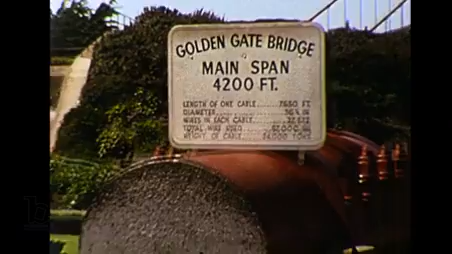 GOLDEN GATE BRIDGE
MAIN SPAN
4200 FT.
LENGTH OF ONE CABLE 7650 FT
DIAMETER 36⅜ IN
WIRES IN EACH CABLE 27,572
TOTAL WIRE USED 80,000 MI
WEIGHT OF CABLE 24,000 TONS
b